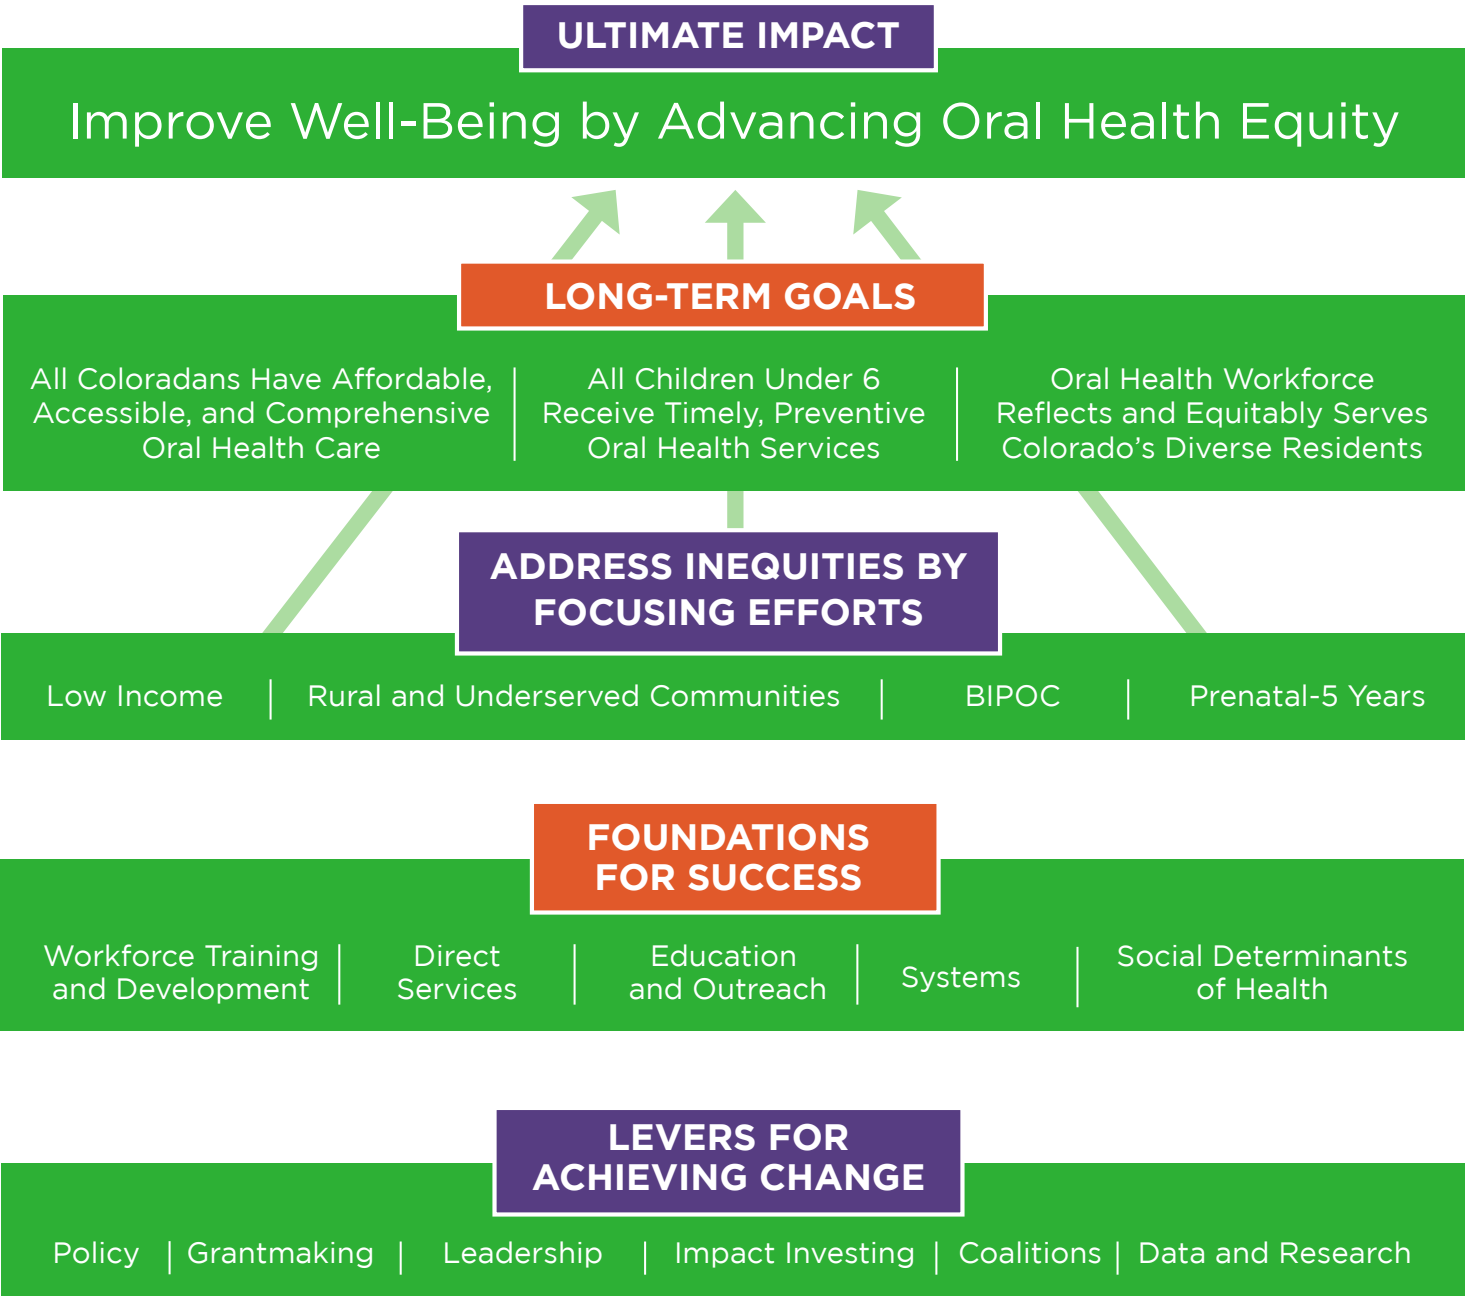 ULTIMATE IMPACT
Improve Well-Being by Advancing Oral Health Equity
LONG-TERM GOALS
All Coloradans Have Affordable,
Accessible, and Comprehensive
Oral Health Care
All Children Under 6
Receive Timely, Preventive
Oral Health Services
Oral Health Workforce
Reflects and Equitably Serves
Colorado’s Diverse Residents
ADDRESS INEQUITIES BY
FOCUSING EFFORTS
Low Income
Rural and Underserved Communities
BIPOC
Prenatal-5 Years
FOUNDATIONS
FOR SUCCESS
Workforce Training
and Development
Direct
Services
Education
and Outreach
Systems
Social Determinants
of Health
LEVERS FOR
ACHIEVING CHANGE
Policy
Grantmaking
Leadership
Impact Investing
Coalitions
Data and Research